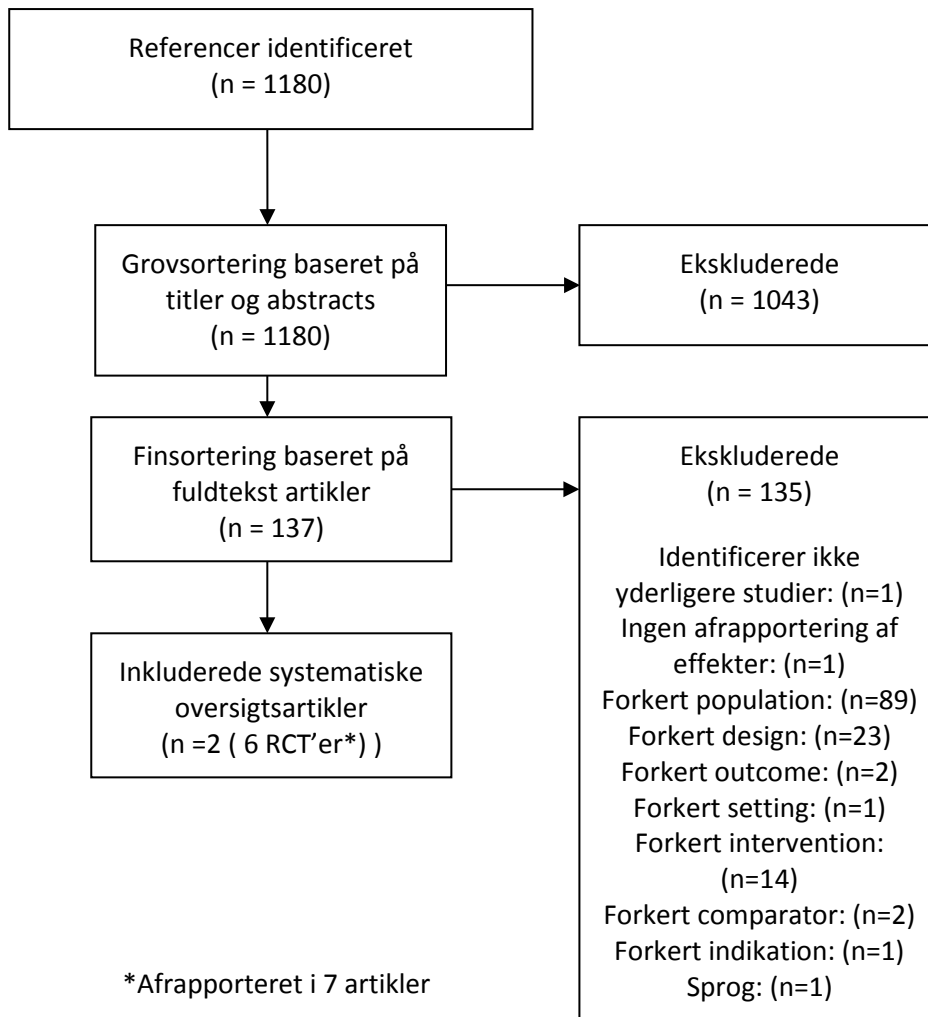 Referencer identificeret
(n = 1180)
Grovsortering baseret på
titler og abstracts
(n = 1180)
Ekskluderede
(n = 1043)
Finsortering baseret på
fuldtekst artikler
(n = 137)
Ekskluderede
(n = 135)
Identificerer ikke
yderligere studier: (n=1)
Ingen afrapportering af
effekter: (n=1)
Forkert population: (n=89)
Forkert design: (n=23)
Forkert outcome: (n=2)
Forkert setting: (n=1)
Forkert intervention:
(n=14)
Forkert comparator: (n=2)
Forkert indikation: (n=1)
Sprog: (n=1)
Inkluderede systematiske
oversigtsartikler
(n =2 ( 6 RCT’er*) )
*Afrapporteret i 7 artikler